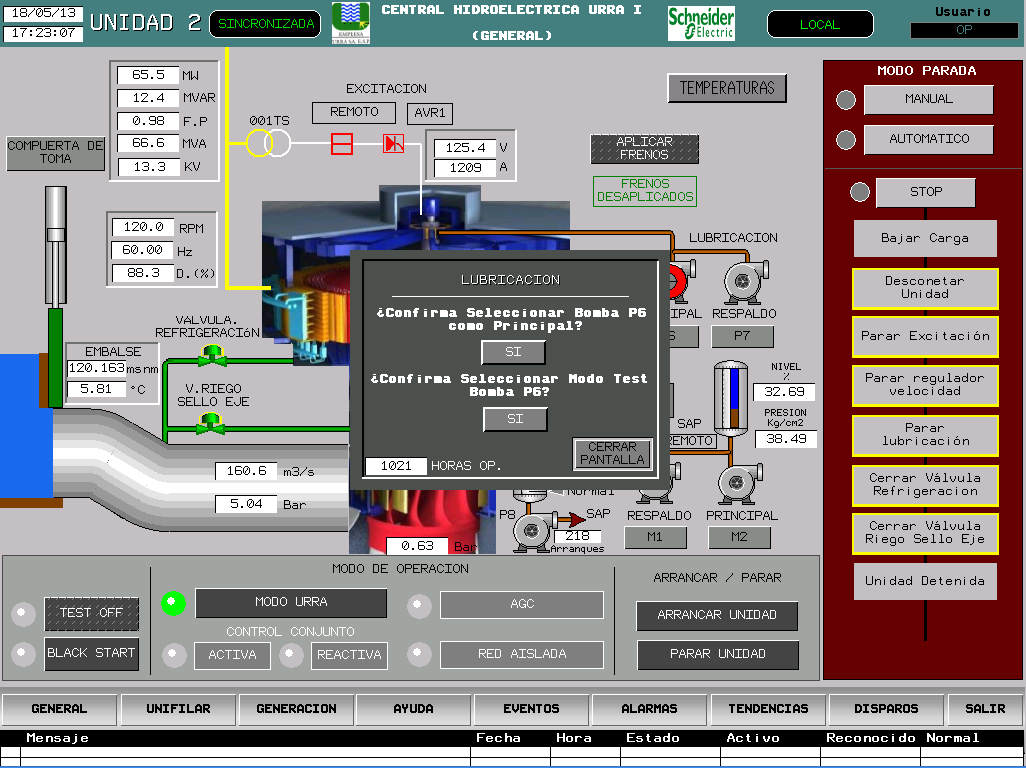 18/05/13
17:23:07
UNIDAD 2
SINCRONIZADA
EMPRESA
URRA S.A. E.S.P
CENTRAL HIDROELECTRICA URRA I
(GENERAL)
Schneider
Electric
LOCAL
Usuario
OP
65.5 MW
12.4 MVAR
0.98 F.P
66.6 MVA
13.3 KV
COMPUERTA DE
TOMA
120.0 RPM
60.00 Hz
88.3 D.(%)
001TS
EXCITACION
REMOTO
AVR1
125.4 V
1209 A
TEMPERATURAS
APLICAR
FRENOS
FRENOS
DESAPLICADOS
LUBRICACION
RESPALDO
P7
NIVEL
%
32.69
PRESION
Kg/cm2
38.49
SAP
REMOTO
VALVULA.
REFRIGERACIóN
EMBALSE
120.163 msnm
5.81 °C
V.RIEGO
SELLO EJE
160.6 m3/s
5.04 Bar
0.63 Bar
LUBRICACION
¿Confirma Seleccionar Bomba P6
como Principal?
SI
¿Confirma Seleccionar Modo Test
Bomba P6?
SI
1021 HORAS OP.
CERRAR
PANTALLA
Normal
P8
SAP
218
Arranques
RESPALDO
M1
PRINCIPAL
M2
MODO PARADA
MANUAL
AUTOMATICO
STOP
Bajar Carga
Desconetar
Unidad
Parar Excitación
Parar regulador
velocidad
Parar
lubricación
Cerrar Válvula
Refrigeracion
Cerrar Válvula
Riego Sello Eje
Unidad Detenida
MODO DE OPERACION
TEST OFF
BLACK START
MODO URRA
CONTROL CONJUNTO
ACTIVA
REACTIVA
AGC
RED AISLADA
ARRANCAR / PARAR
ARRANCAR UNIDAD
PARAR UNIDAD
GENERAL
UNIFILAR
GENERACION
AYUDA
EVENTOS
ALARMAS
TENDENCIAS
DISPAROS
SALIR
Mensaje Fecha Hora Estado Activo Reconocido Normal